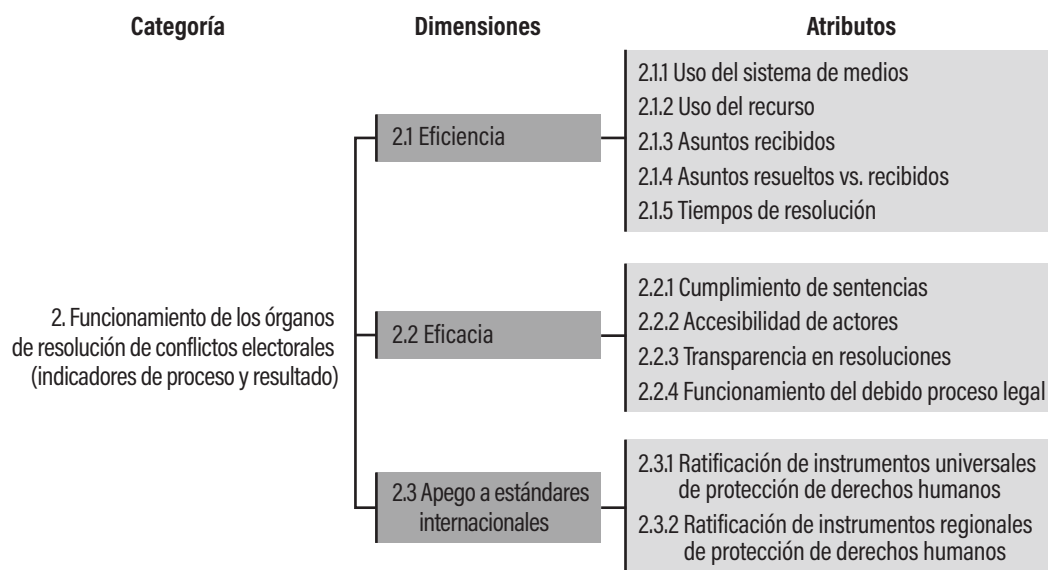 Categoría
Dimensiones
Atributos
2. Funcionamiento de los órganos
de resolución de conflictos electorales
(indicadores de proceso y resultado)
2.1 Eficiencia
2.1.1 Uso del sistema de medios
2.1.2 Uso del recurso
2.1.3 Asuntos recibidos
2.1.4 Asuntos resueltos vs. recibidos
2.1.5 Tiempos de resolución
2.2 Eficacia
2.2.1 Cumplimiento de sentencias
2.2.2 Accesibilidad de actores
2.2.3 Transparencia en resoluciones
2.2.4 Funcionamiento del debido proceso legal
2.3 Apego a estándares
internacionales
2.3.1 Ratificación de instrumentos universales
de protección de derechos humanos
2.3.2 Ratificación de instrumentos regionales
de protección de derechos humanos